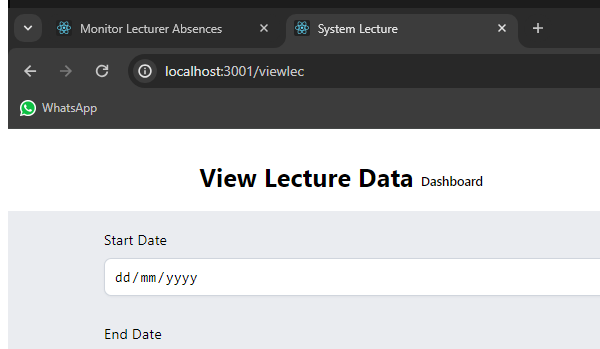 Monitor Lecturer Absences
System Lecture
localhost:3001/viewlec
WhatsApp
View Lecture Data Dashboard
Start Date
dd/mm/yyyy
End Date